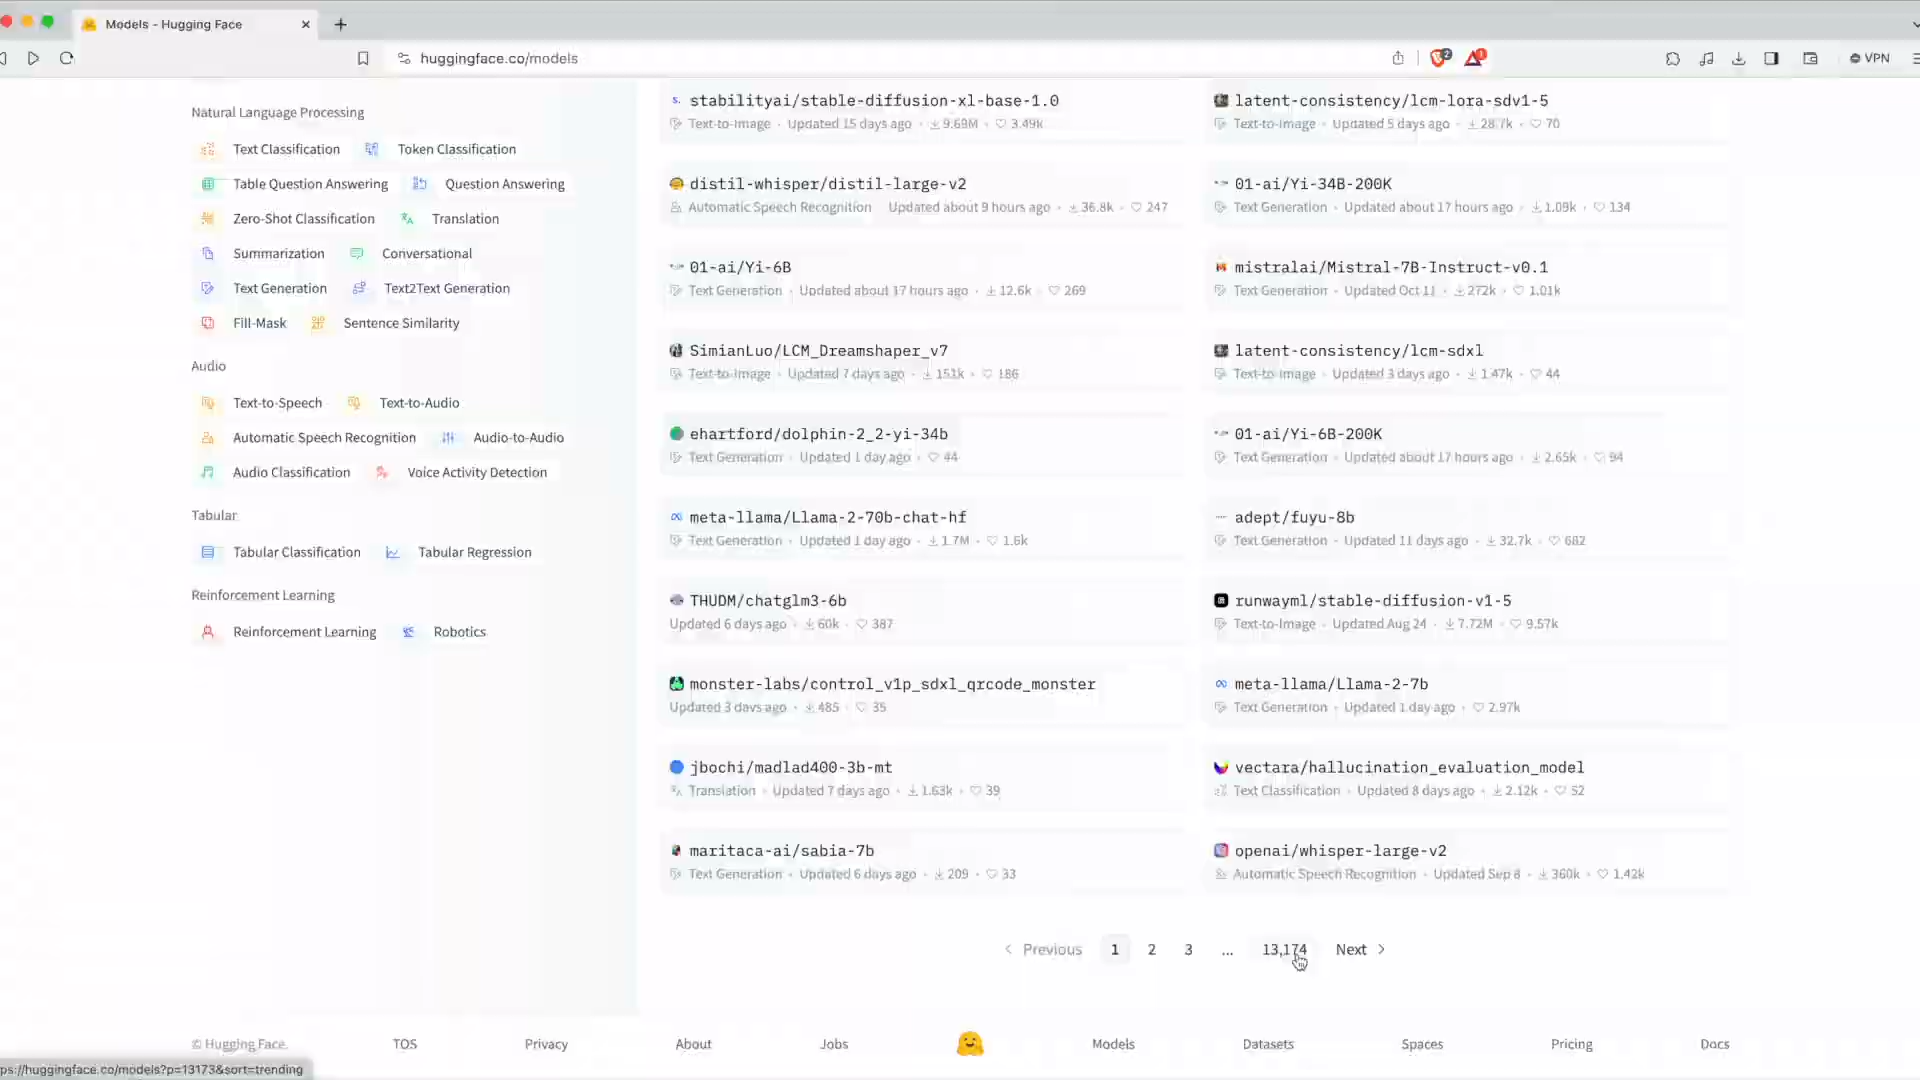 Models - Hugging Face
huggingface.co/models
2
1
VPN
Natural Language Processing
Text Classification
Token Classification
Table Question Answering
Question Answering
Zero-Shot Classification
Translation
Summarization
Conversational
Text Generation
Text2Text Generation
Fill-Mask
Sentence Similarity
Audio
Text-to-Speech
Text-to-Audio
Automatic Speech Recognition
Audio-to-Audio
Audio Classification
Voice Activity Detection
Tabular
Tabular Classification
Tabular Regression
Reinforcement Learning
Reinforcement Learning
Robotics
stabilityai/stable-diffusion-xl-base-1.0
Text-to-Image • Updated 15 days ago • 9.69M • 3.49k
latent-consistency/lcm-lora-sdv1-5
Text-to-Image • Updated 5 days ago • 28.7k • 70
distil-whisper/distil-large-v2
Automatic Speech Recognition Updated about 9 hours ago • 36.8k • 247
01-ai/Yi-34B-200K
Text Generation • Updated about 17 hours ago • 1.09k • 134
01-ai/Yi-6B
Text Generation • Updated about 17 hours ago • 12.6k • 269
mistralai/Mistral-7B-Instruct-v0.1
Text Generation • Updated Oct 11 • 272k • 1.01k
SimianLuo/LCM_Dreamshaper_v7
Text-to-Image • Updated 7 days ago • 151k • 186
latent-consistency/lcm-sdxl
Text-to-Image • Updated 3 days ago • 1.47k • 44
ehartford/dolphin-2_2-yi-34b
Text Generation • Updated 1 day ago • 44
01-ai/Yi-6B-200K
Text Generation • Updated about 17 hours ago • 2.65k • 94
meta-llama/Llama-2-70b-chat-hf
Text Generation • Updated 1 day ago • 1.7M • 1.6k
adept/fuyu-8b
Text Generation • Updated 11 days ago • 32.7k • 682
THUDM/chatglm3-6b
Updated 6 days ago • 60k • 387
runwayml/stable-diffusion-v1-5
Text-to-Image • Updated Aug 24 • 7.72M • 9.57k
monster-labs/control_v1p_sdxl_qrcode_monster
Updated 3 days ago • 485 • 35
meta-llama/Llama-2-7b
Text Generation • Updated 1 day ago • 2.97k
jbochi/madlad400-3b-mt
Translation • Updated 7 days ago • 1.63k • 39
vectara/hallucination_evaluation_model
Text Classification • Updated 8 days ago • 2.12k • 52
maritaca-ai/sabia-7b
Text Generation • Updated 6 days ago • 209 • 33
openai/whisper-large-v2
Automatic Speech Recognition • Updated Sep 8 • 360k • 1.42k
Previous 1 2 3 ... 13,174 Next
© Hugging Face. TOS Privacy About Jobs Models Datasets Spaces Pricing Docs
ps://huggingface.co/models?p=13173&sort=trending